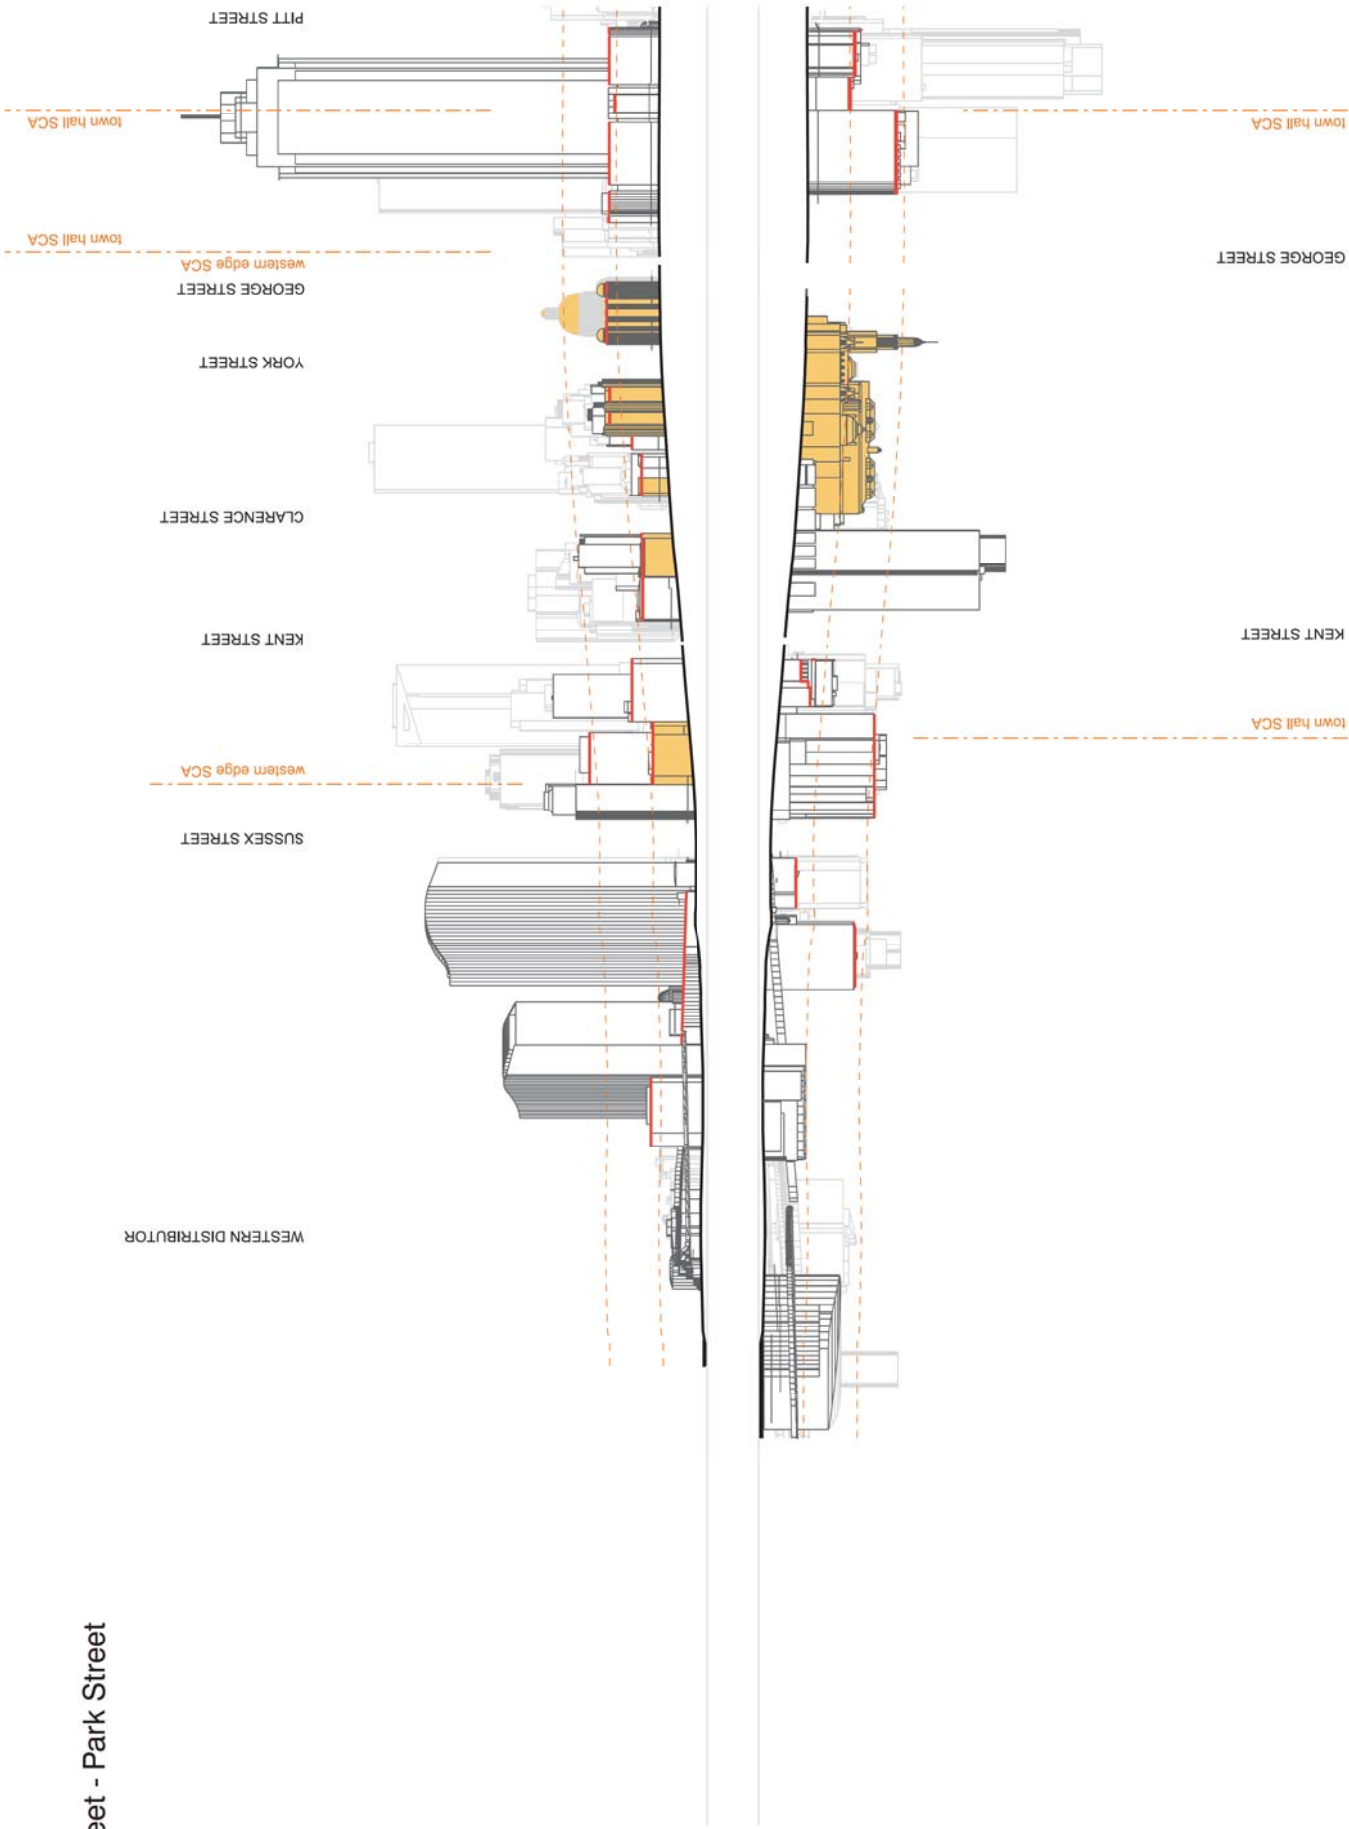 PITT STREET
town hall SCA
town hall SCA
town hall SCA
western edge SCA
GEORGE STREET
GEORGE STREET
YORK STREET
CLARENCE STREET
KENT STREET
KENT STREET
town hall SCA
western edge SCA
SUSSEX STREET
WESTERN DISTRIBUTOR
eet - Park Street